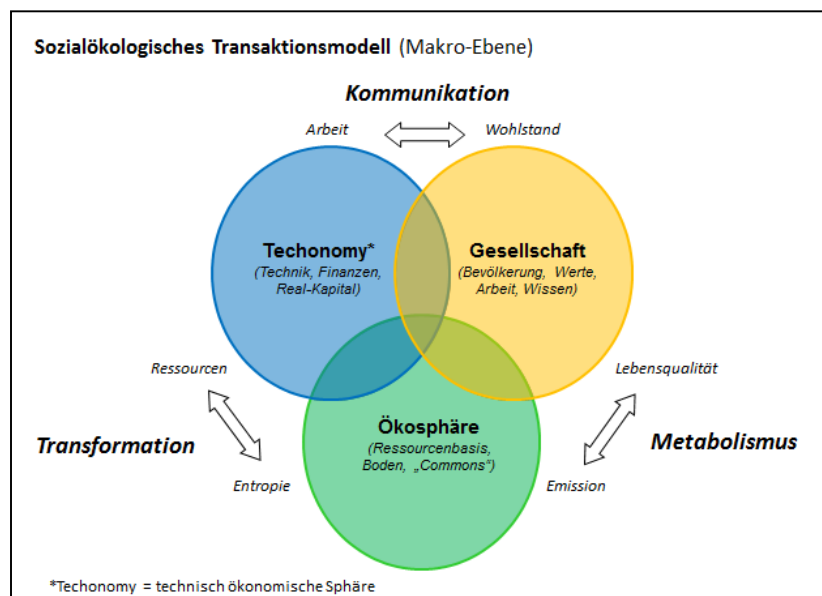 Sozialökologisches Transaktionsmodell (Makro-Ebene)
Kommunikation
Arbeit
Wohlstand
Techonomy*
(Technik, Finanzen,
Real-Kapital)
Gesellschaft
(Bevölkerung, Werte,
Arbeit, Wissen)
Ressourcen
Lebensqualität
Ökosphäre
(Ressourcenbasis,
Boden, „Commons“)
Transformation
Metabolismus
Entropie
Emission
*Techonomy = technisch ökonomische Sphäre